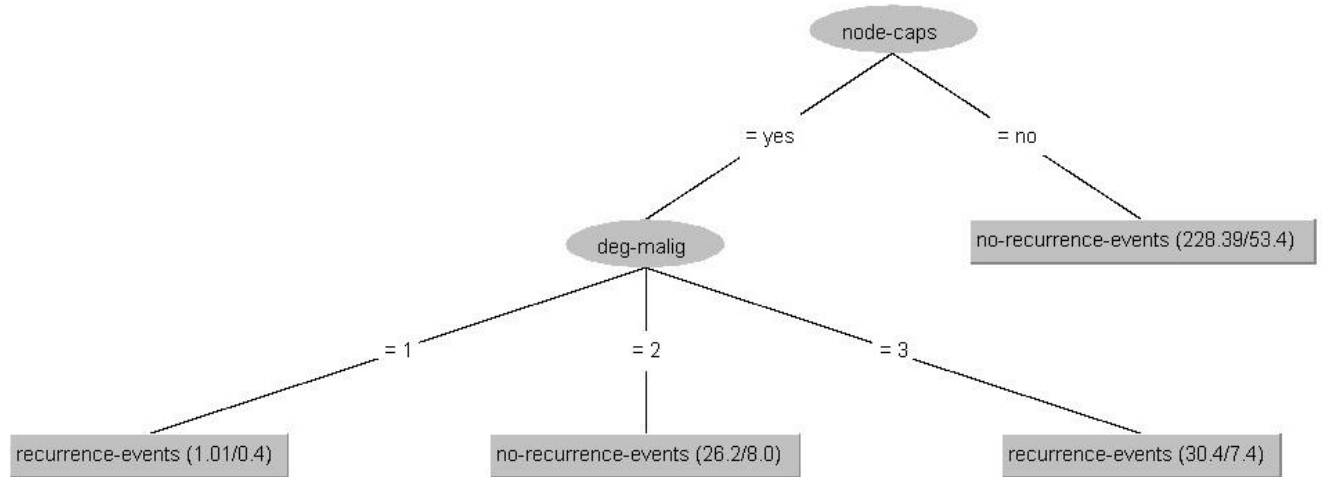 node-caps
= yes
= no
deg-malig
no-recurrence-events (228.39/53.4)
= 1
= 2
= 3
recurrence-events (1.01/0.4)
no-recurrence-events (26.2/8.0)
recurrence-events (30.4/7.4)